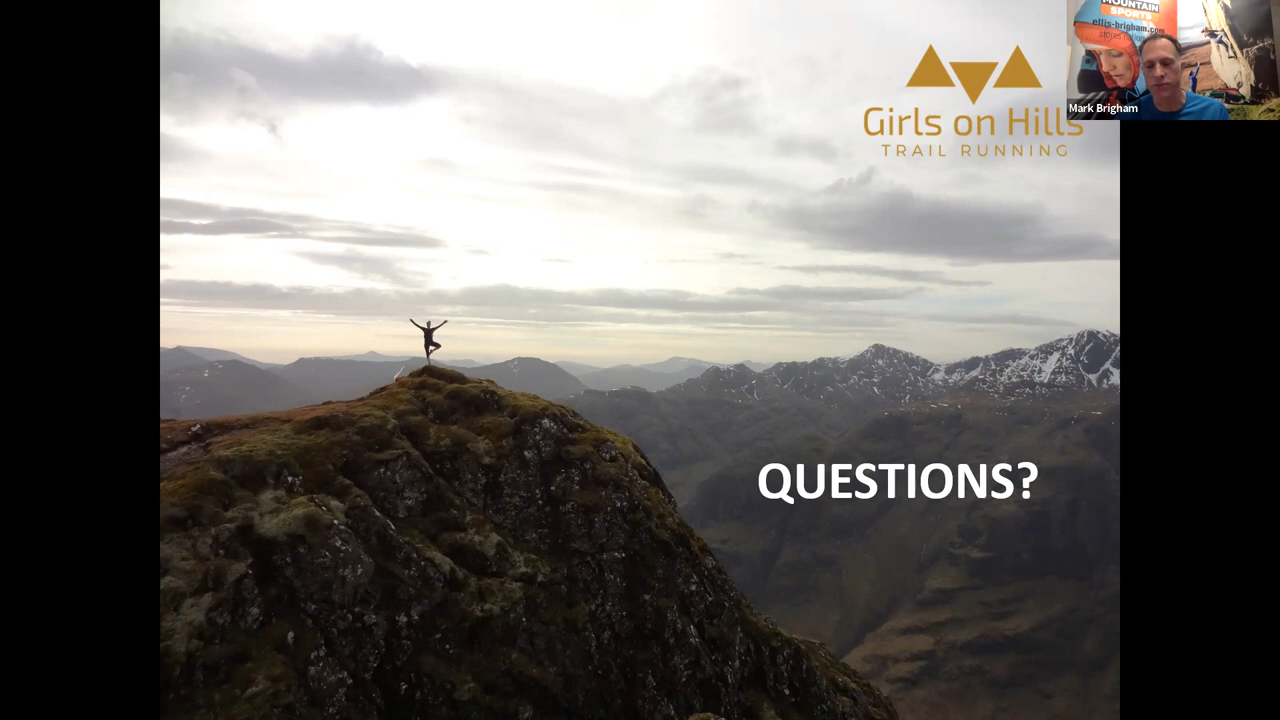 MOUNTAIN
SPORTS
ellis-brigham.com
Mark Brigham
Girls on Hills
TRAIL RUNNING
QUESTIONS?